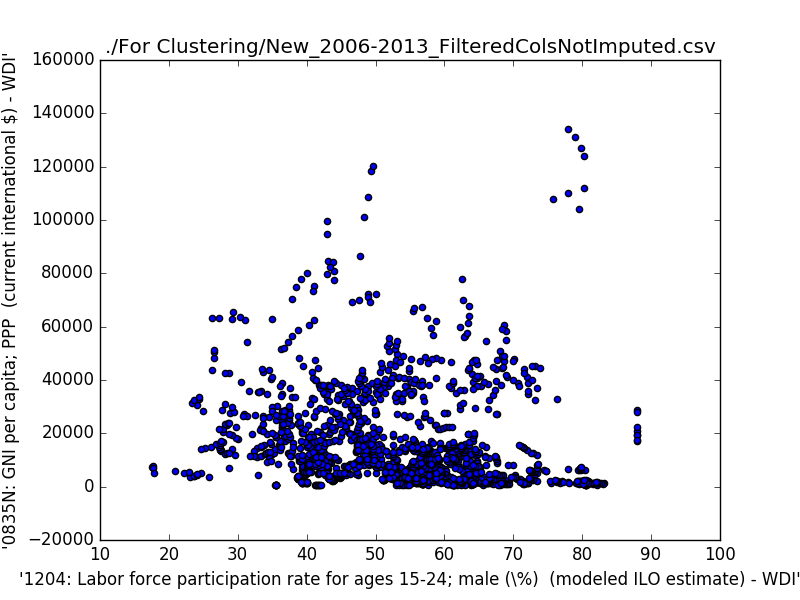 ./For Clustering/New_2006-2013_FilteredColsNotImputed.csv
'0835N: GNI per capita; PPP  (current international $) - WDI'
160000
140000
120000
100000
80000
60000
40000
20000
0
−20000
10 20 30 40 50 60 70 80 90 100
'1204: Labor force participation rate for ages 15-24; male (\%)  (modeled ILO estimate) - WDI'